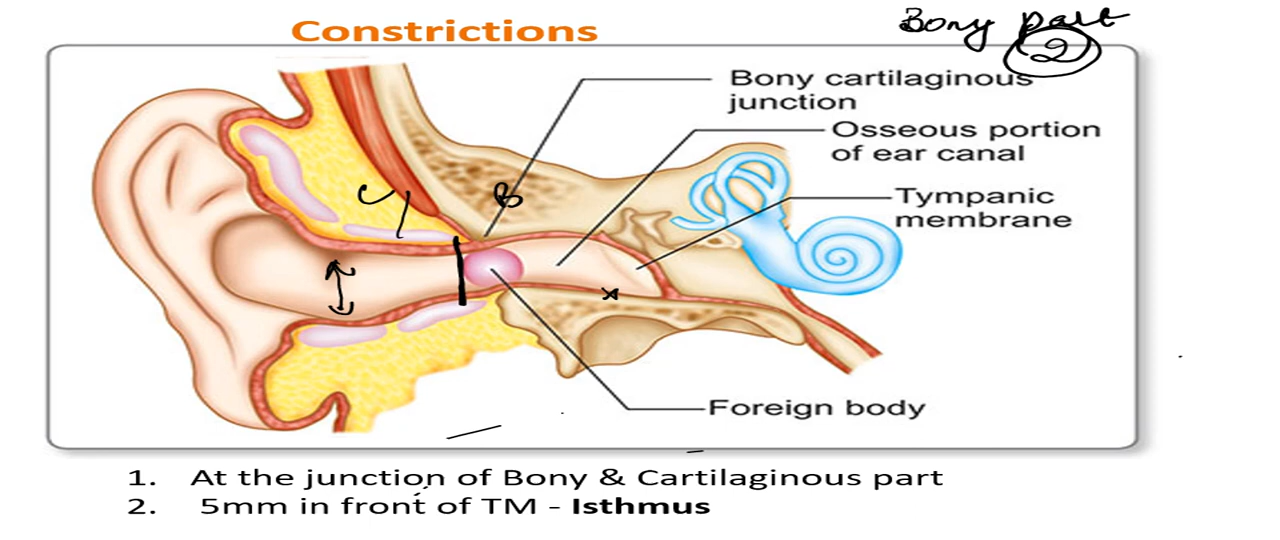 Constrictions
Bony part
2
Bony cartilaginous
junction
Osseous portion
of ear canal
Tympanic
membrane
C
B
x
Foreign body
1. At the junction of Bony & Cartilaginous part
2. 5mm in front of TM - Isthmus